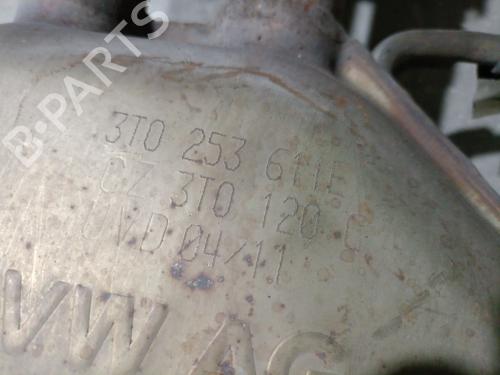 B-PARTS
3T0 253 611E
CZ 3T0 120 C
UVD 04/11
VW AG